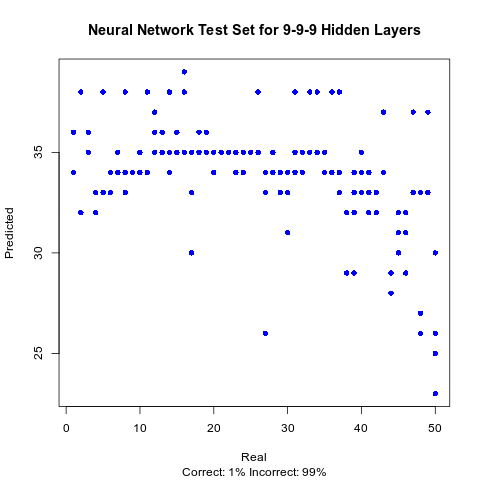 Neural Network Test Set for 9-9-9 Hidden Layers
Predicted
35
30
25
0 10 20 30 40 50
Real
Correct: 1% Incorrect: 99%